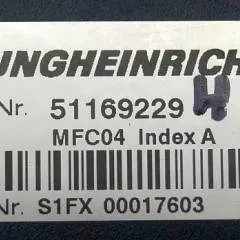 UNGHEINRICH
Nr. 51169229 H
MFC04 Index A
Nr. S1FX 00017603